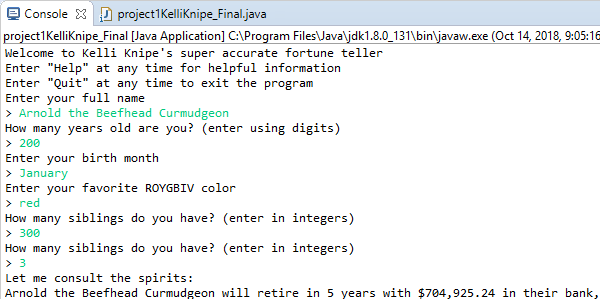 Console project1KelliKnipe_Final.java
project1KelliKnipe_Final [Java Application] C:\Program Files\Java\jdk1.8.0_131\bin\javaw.exe (Oct 14, 2018, 9:05:16
Welcome to Kelli Knipe's super accurate fortune teller
Enter "Help" at any time for helpful information
Enter "Quit" at any time to exit the program
Enter your full name
> Arnold the Beefhead Curmudgeon
How many years old are you? (enter using digits)
> 200
Enter your birth month
> January
Enter your favorite ROYGBIV color
> red
How many siblings do you have? (enter in integers)
> 300
How many siblings do you have? (enter in integers)
> 3
Let me consult the spirits:
Arnold the Beefhead Curmudgeon will retire in 5 years with $704,925.24 in their bank,